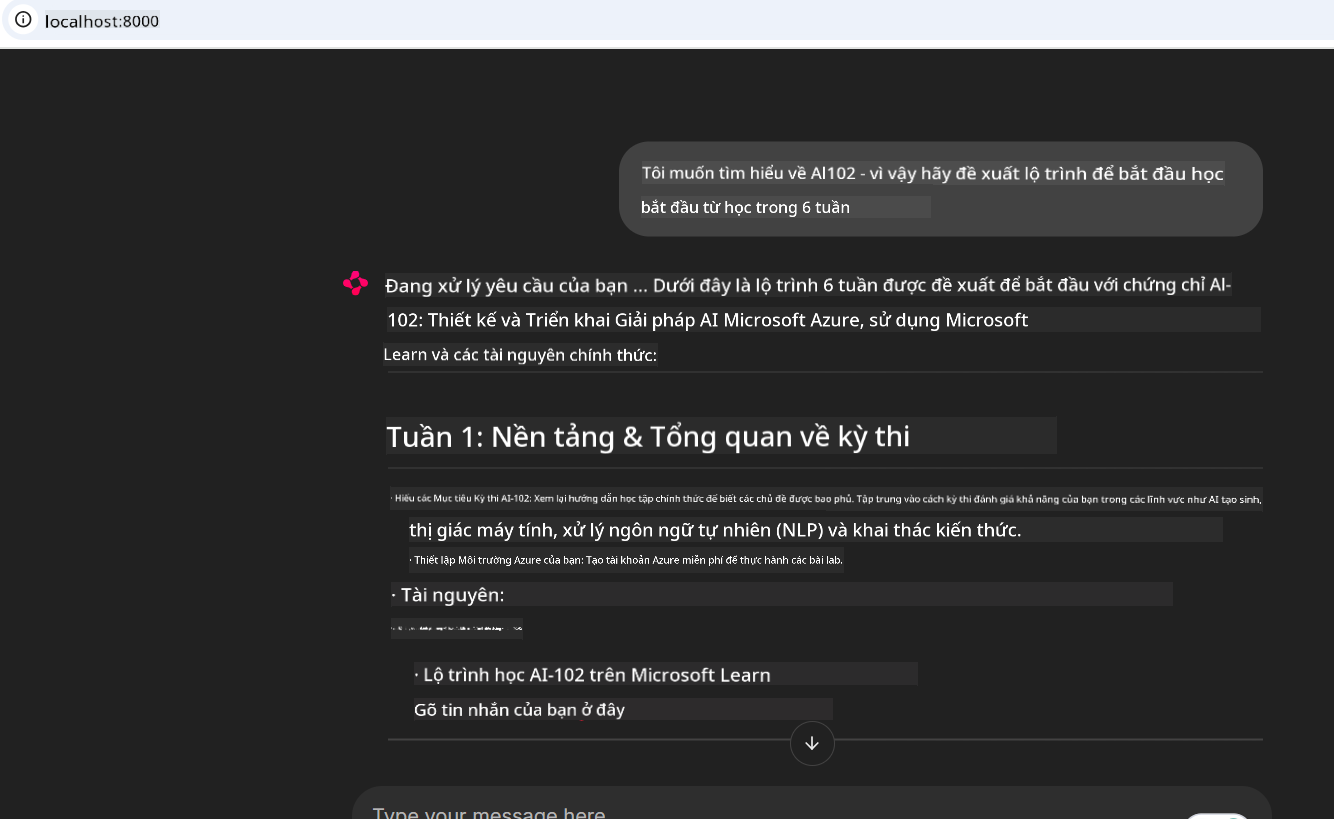 localhost:8000
Tôi muốn tìm hiểu về AI102 - vì vậy hãy đề xuất lộ trình để bắt đầu học
bắt đầu từ học trong 6 tuần
Đang xử lý yêu cầu của bạn ... Dưới đây là lộ trình 6 tuần được đề xuất để bắt đầu với chứng chỉ AI-
102: Thiết kế và Triển khai Giải pháp AI Microsoft Azure, sử dụng Microsoft
Learn và các tài nguyên chính thức:
Tuần 1: Nền tảng & Tổng quan về kỳ thi
· Hiểu các Mục tiêu Kỳ thi AI-102: Xem lại hướng dẫn học tập chính thức để biết các chủ đề được bao phủ. Tập trung vào cách kỳ thi đánh giá khả năng của bạn trong các lĩnh vực như AI tạo sinh,
thị giác máy tính, xử lý ngôn ngữ tự nhiên (NLP) và khai thác kiến thức.
· Thiết lập Môi trường Azure của bạn: Tạo tài khoản Azure miễn phí để thực hành các bài lab.
· Tài nguyên:
· Lộ trình học AI-102 trên Microsoft Learn
Gõ tin nhắn của bạn ở đây
Type your message here